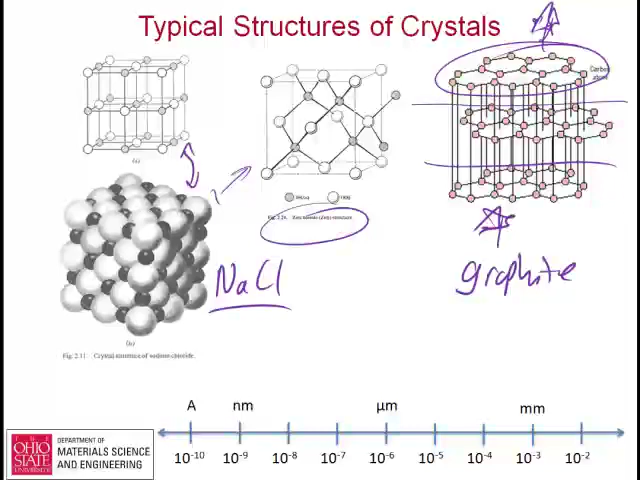 Typical Structures of Crystals
Carbon
atom
(a)
NaCl
graphite
(b)
Fig. 2.11 Crystal structure of sodium chloride.
A nm μm mm
10-10 10-9 10-8 10-7 10-6 10-5 10-4 10-3 10-2
THE
OHIO
STATE
UNIVERSITY
DEPARTMENT OF
MATERIALS SCIENCE
AND ENGINEERING